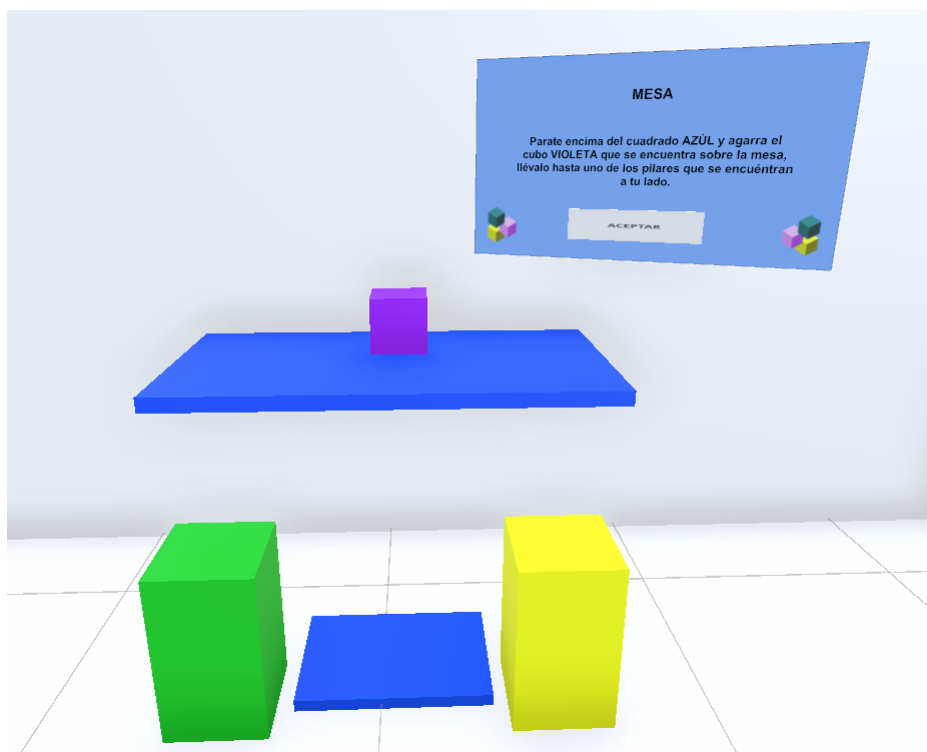 MESA
Parate encima del cuadrado AZÚL y agarra el
cubo VIOLETA que se encuentra sobre la mesa,
llévalo hasta uno de los pilares que se encuéntran
a tu lado.
ACEPTAR